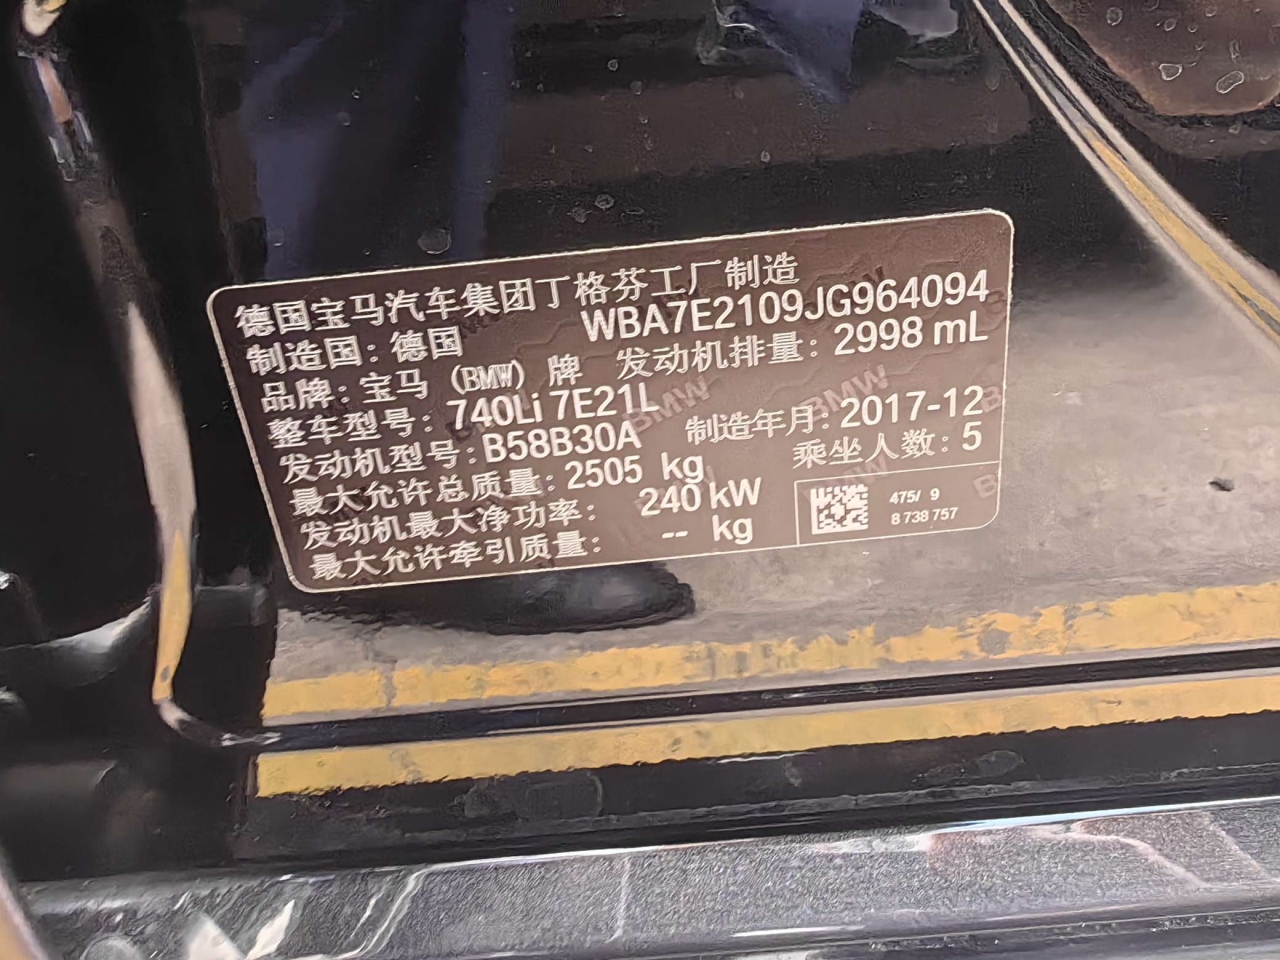 德国宝马汽车集团丁格芬工厂制造
制造国：德国 WBA7E2109JG964094
品牌：宝马（BMW）牌 发动机排量：2998 mL
整车型号：740Li 7E21L
发动机型号：B58B30A 制造年月：2017-12
最大允许总质量：2505 kg 乘坐人数：5
发动机最大净功率：240 kW
最大允许牵引质量：-- kg
475/ 9
8 738 757